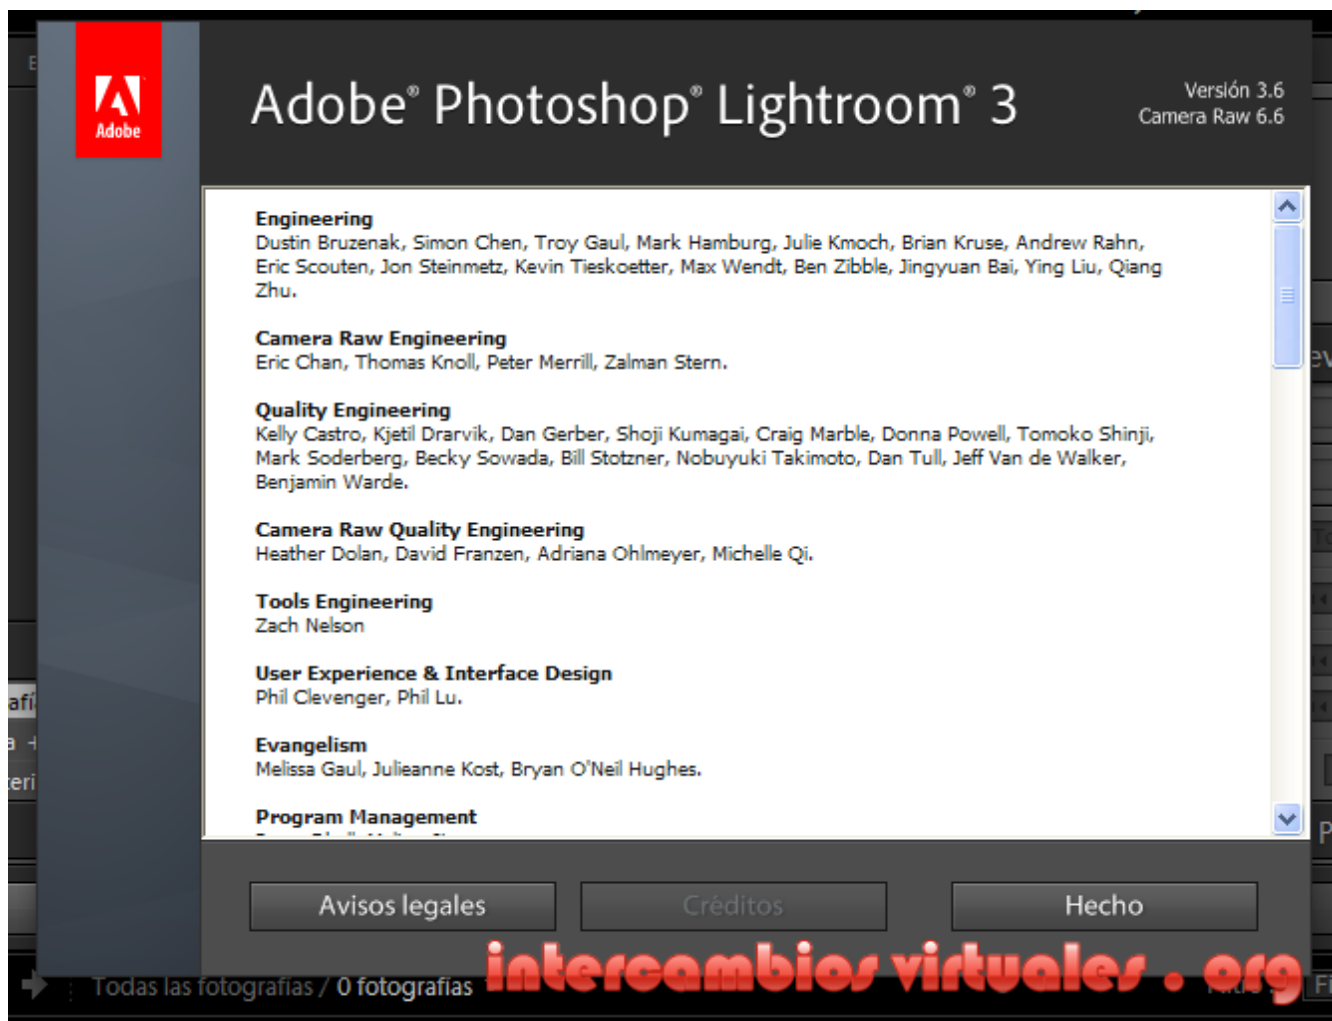 Adobe
Adobe® Photoshop® Lightroom® 3
Versión 3.6
Camera Raw 6.6
Engineering
Dustin Bruzenak, Simon Chen, Troy Gaul, Mark Hamburg, Julie Kmoch, Brian Kruse, Andrew Rahn,
Eric Scouten, Jon Steinmetz, Kevin Tieskoetter, Max Wendt, Ben Zibble, Jingyuan Bai, Ying Liu, Qiang
Zhu.
Camera Raw Engineering
Eric Chan, Thomas Knoll, Peter Merrill, Zalman Stern.
Quality Engineering
Kelly Castro, Kjetil Drarvik, Dan Gerber, Shoji Kumagai, Craig Marble, Donna Powell, Tomoko Shinji,
Mark Soderberg, Becky Sowada, Bill Stotzner, Nobuyuki Takimoto, Dan Tull, Jeff Van de Walker,
Benjamin Warde.
Camera Raw Quality Engineering
Heather Dolan, David Franzen, Adriana Ohlmeyer, Michelle Qi.
Tools Engineering
Zach Nelson
User Experience & Interface Design
Phil Clevenger, Phil Lu.
Evangelism
Melissa Gaul, Julieanne Kost, Bryan O'Neil Hughes.
Program Management
Avisos legales
Créditos
Hecho
intercambios virtuales . org
Todas las fotografías / 0 fotografías